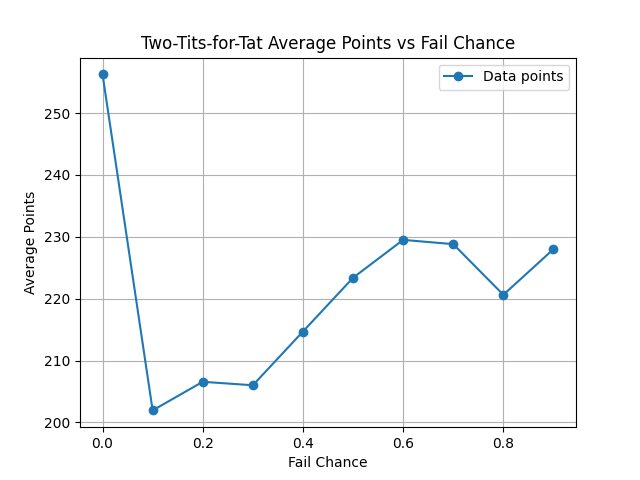 Two-Tits-for-Tat Average Points vs Fail Chance
Data points
Average Points
250
240
230
220
210
200
0.0 0.2 0.4 0.6 0.8
Fail Chance